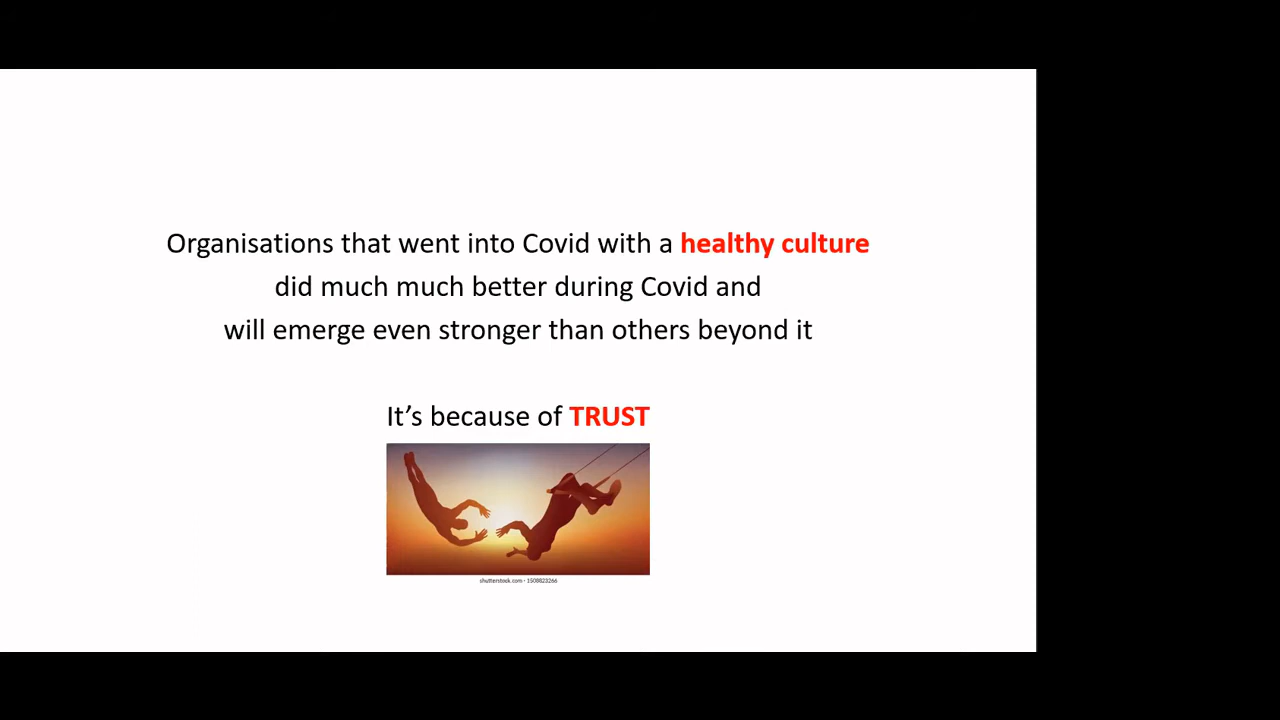 Organisations that went into Covid with a healthy culture
did much much better during Covid and
will emerge even stronger than others beyond it
It’s because of TRUST
shutterstock.com • 1508823266